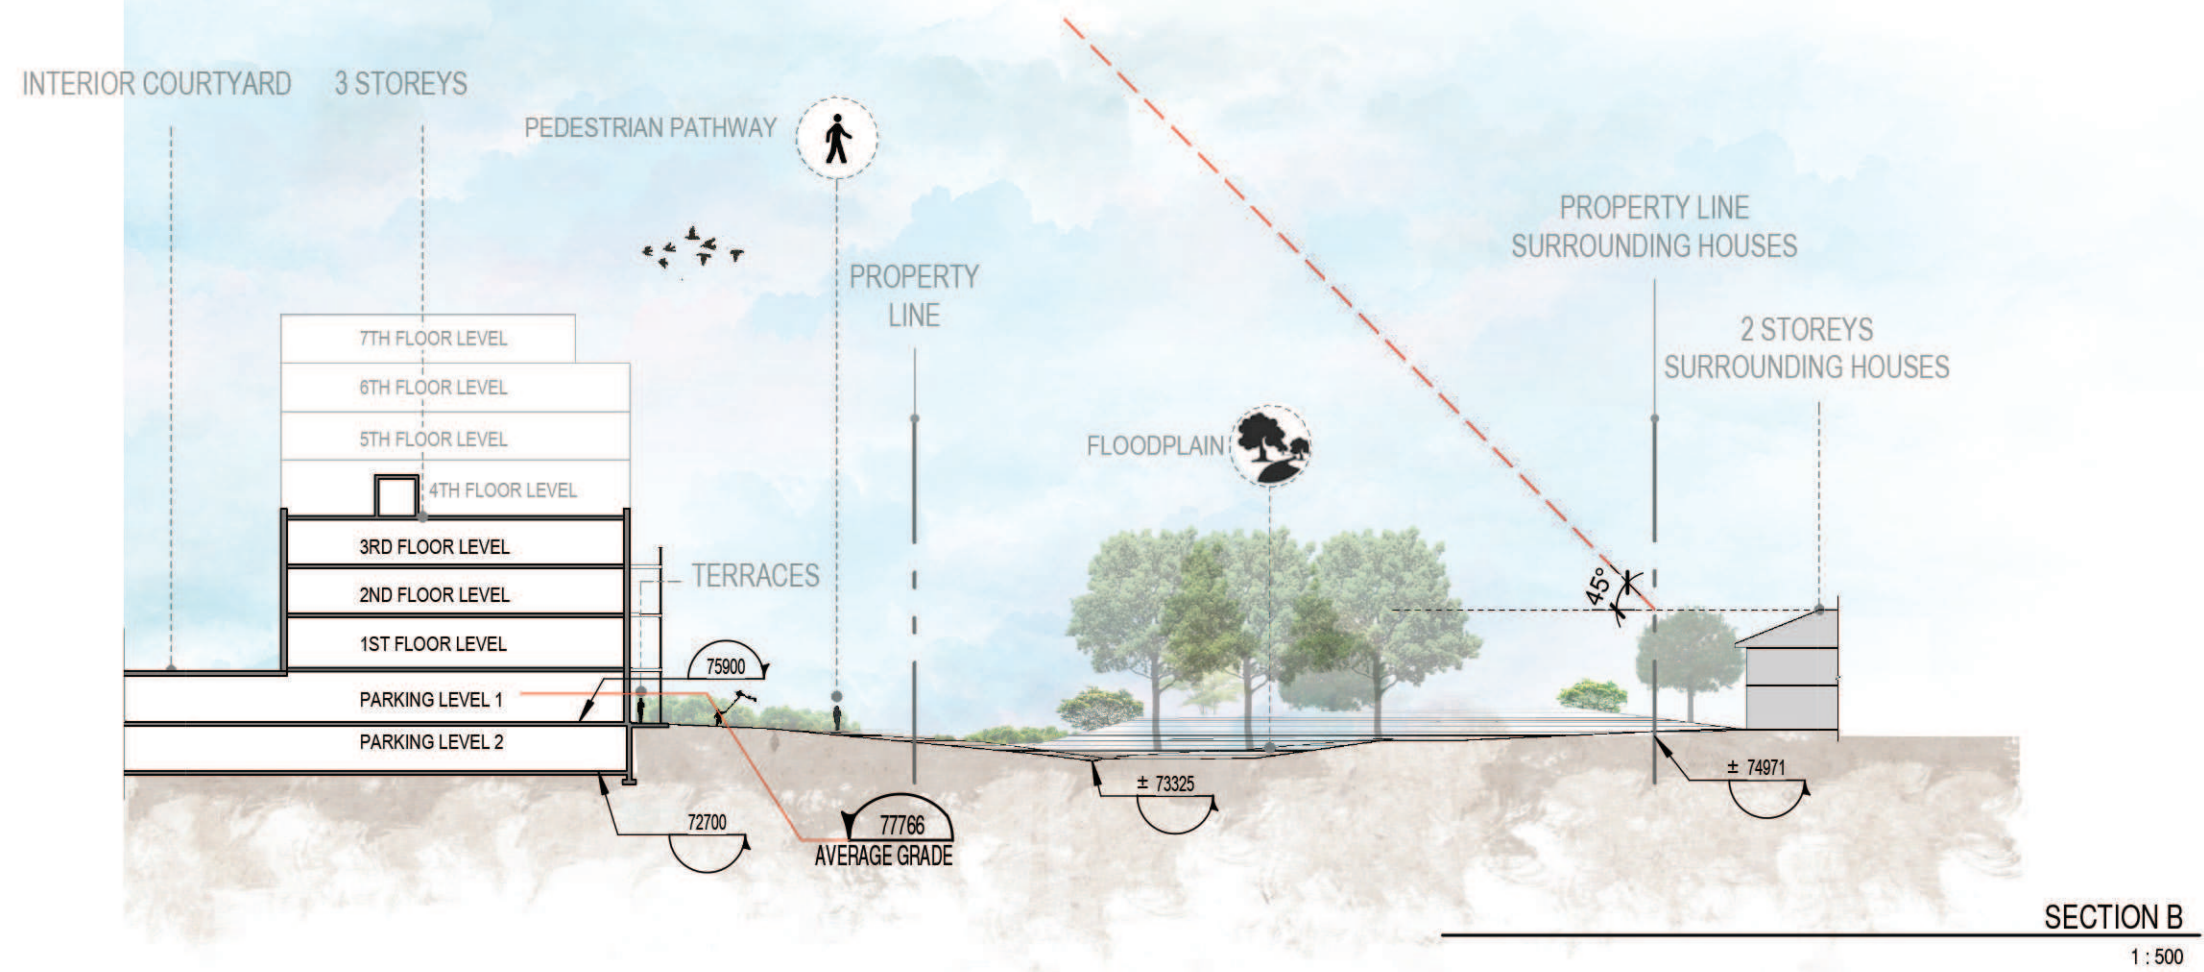 INTERIOR COURTYARD
3 STOREYS
PEDESTRIAN PATHWAY
PROPERTY LINE
SURROUNDING HOUSES
PROPERTY
LINE
2 STOREYS
SURROUNDING HOUSES
7TH FLOOR LEVEL
6TH FLOOR LEVEL
5TH FLOOR LEVEL
FLOODPLAIN
4TH FLOOR LEVEL
3RD FLOOR LEVEL
TERRACES
45°
2ND FLOOR LEVEL
1ST FLOOR LEVEL
75900
PARKING LEVEL 1
PARKING LEVEL 2
± 74971
± 73325
72700
77766
AVERAGE GRADE
SECTION B
1 : 500